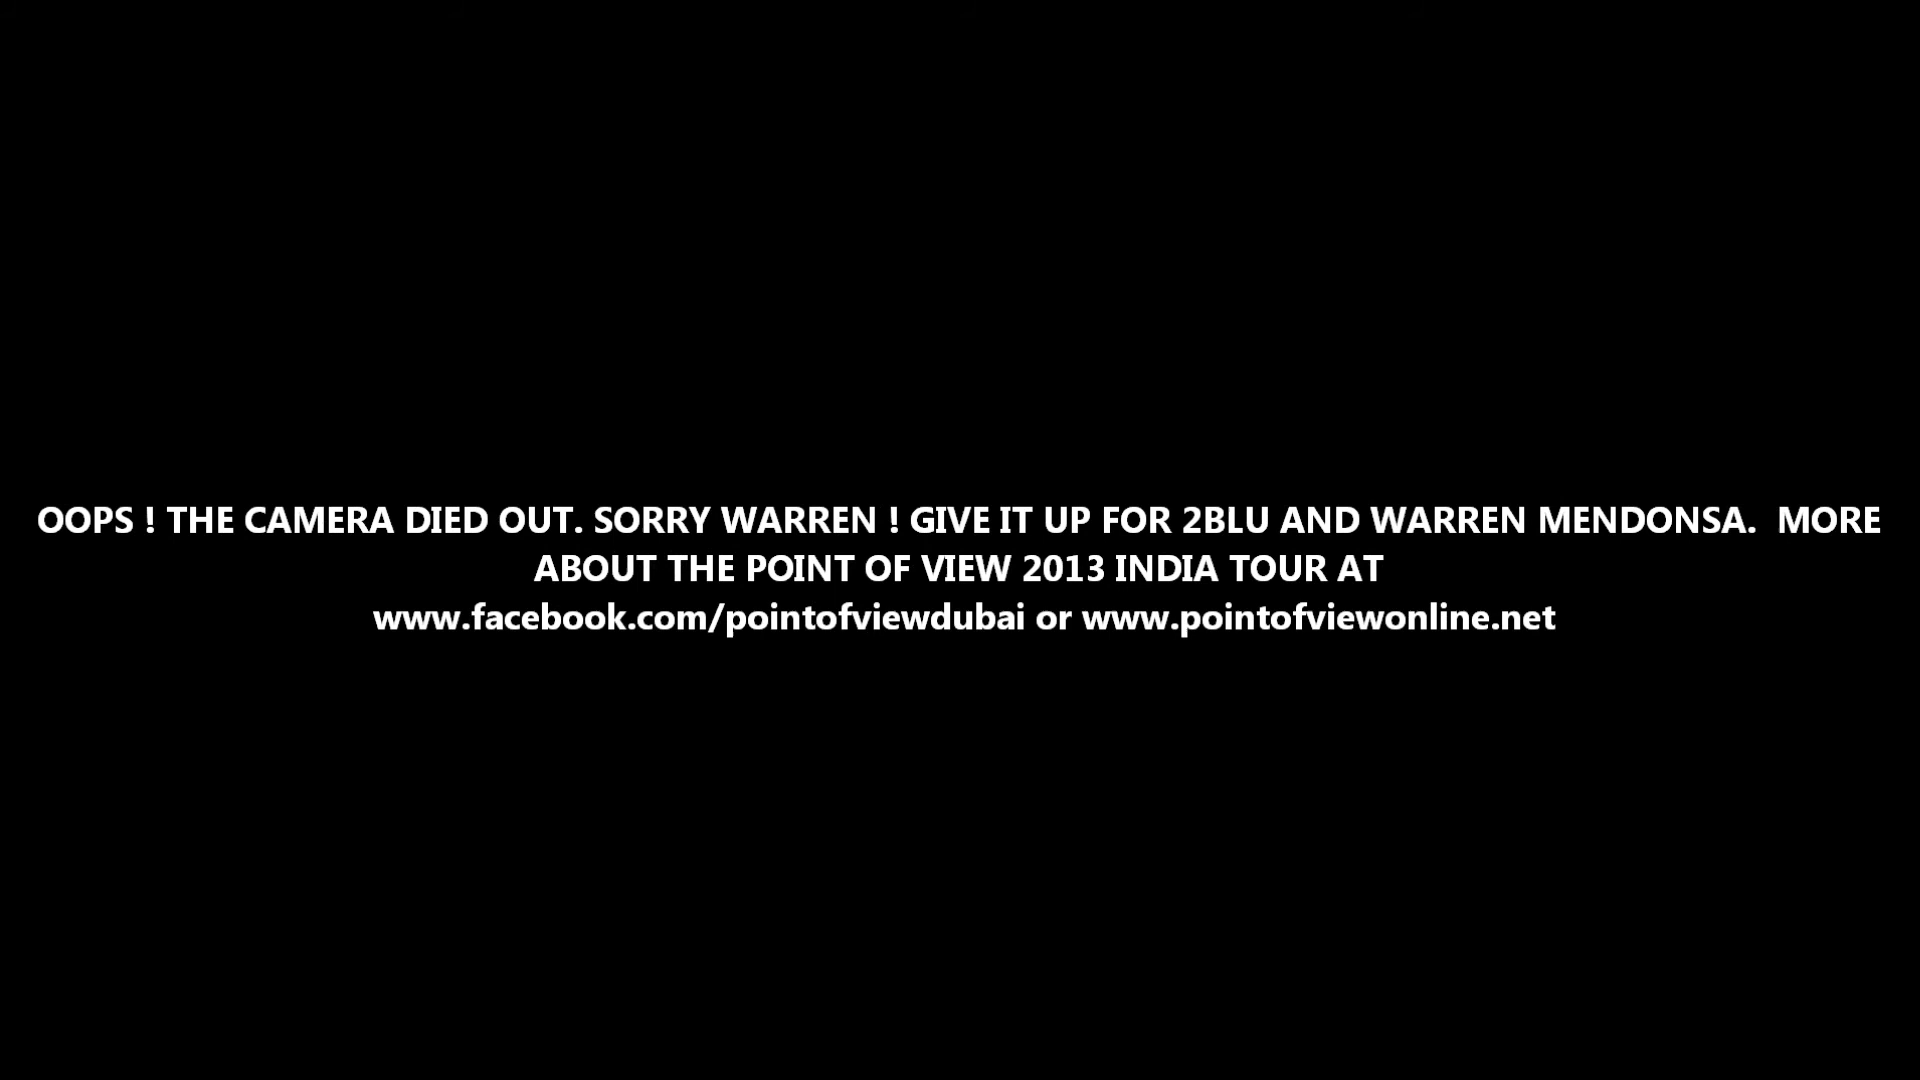 OOPS ! THE CAMERA DIED OUT. SORRY WARREN ! GIVE IT UP FOR 2BLU AND WARREN MENDONSA.  MORE
ABOUT THE POINT OF VIEW 2013 INDIA TOUR AT
www.facebook.com/pointofviewdubai or www.pointofviewonline.net